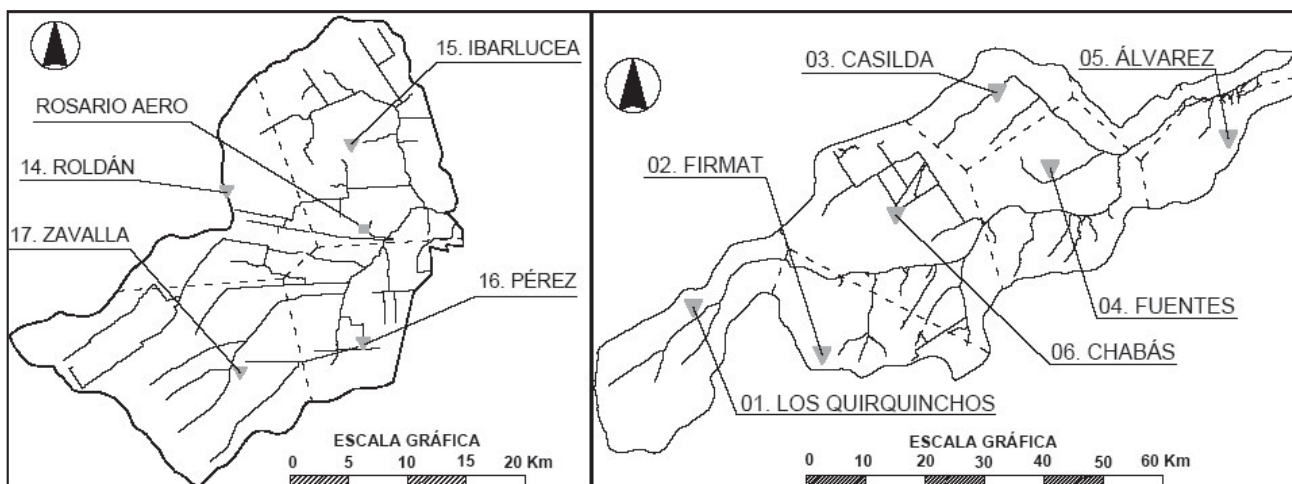 15. IBARLUCEA
ROSARIO AERO
14. ROLDÁN
17. ZAVALLA
16. PÉREZ
ESCALA GRÁFICA
0 5 10 15 20 Km
03. CASILDA
05. ÁLVAREZ
02. FIRMAT
04. FUENTES
06. CHABÁS
01. LOS QUIRQUINCHOS
ESCALA GRÁFICA
0 10 20 30 40 50 60 Km